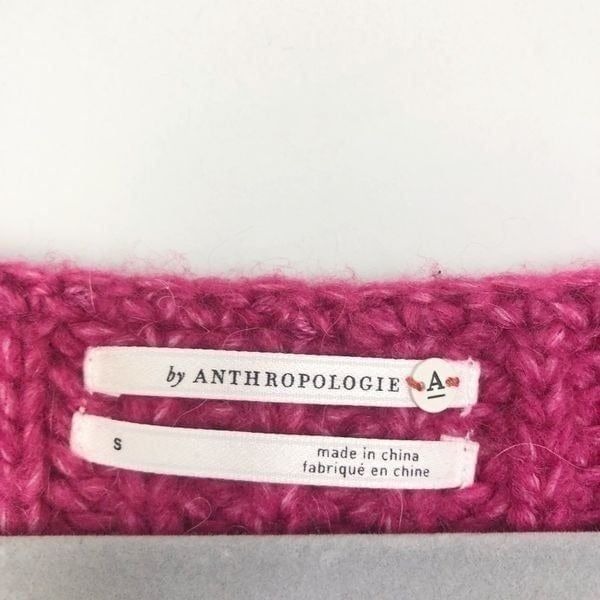 by ANTHROPOLOGIE A
S
made in china
fabriqué en chine